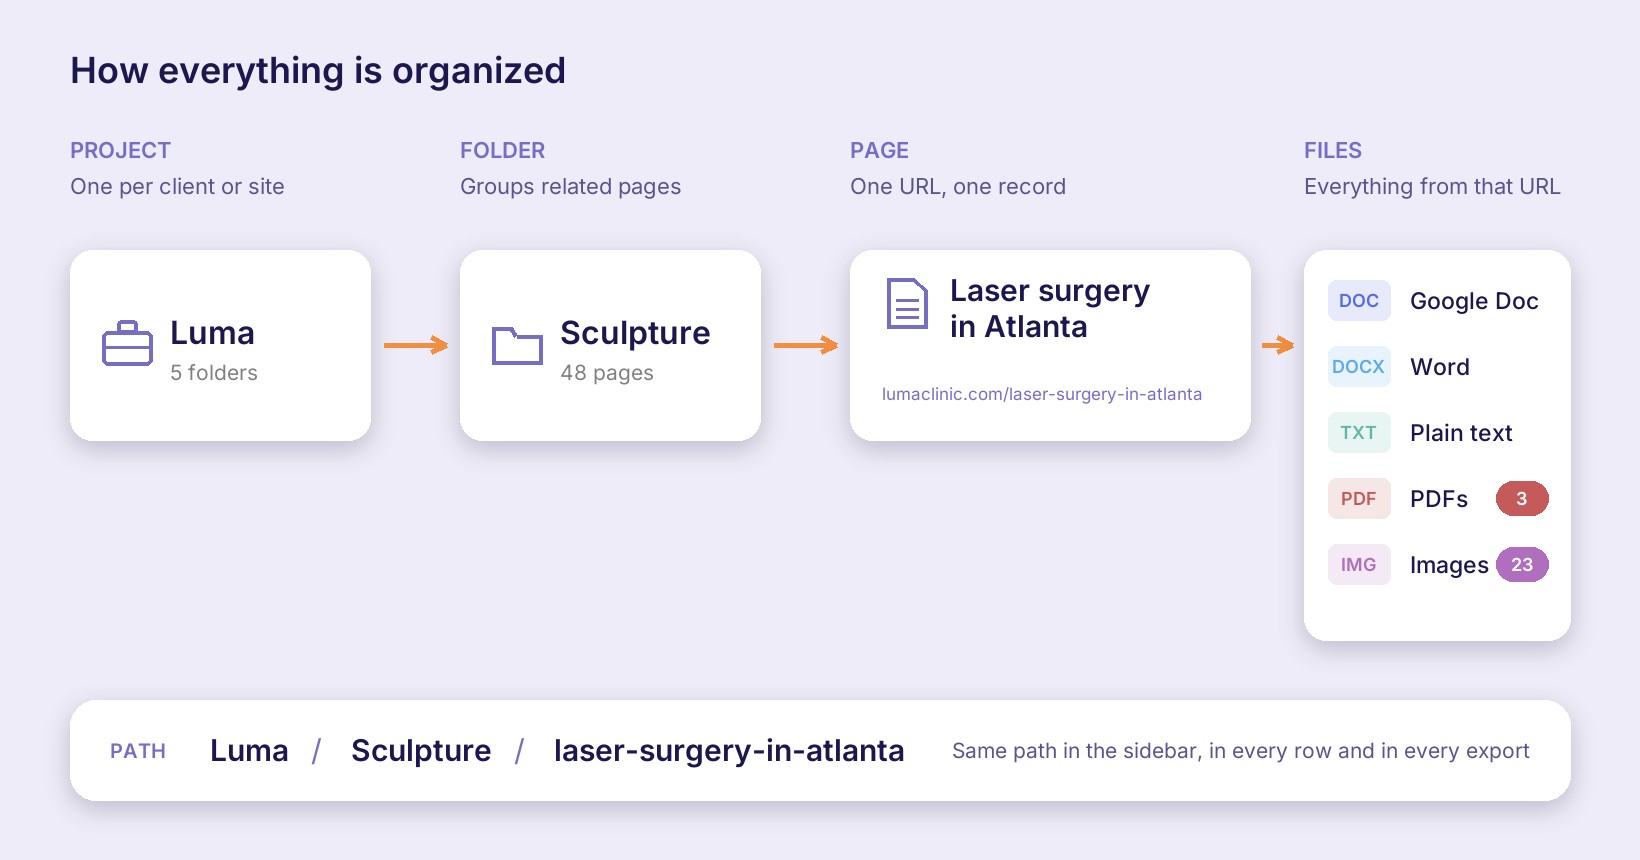 How everything is organized
PROJECT
One per client or site
FOLDER
Groups related pages
PAGE
One URL, one record
FILES
Everything from that URL
Luma
5 folders
Sculpture
48 pages
Laser surgery
in Atlanta
lumaclinic.com/laser-surgery-in-atlanta
DOC Google Doc
DOCX Word
TXT Plain text
PDF PDFs 3
IMG Images 23
PATH Luma / Sculpture / laser-surgery-in-atlanta Same path in the sidebar, in every row and in every export